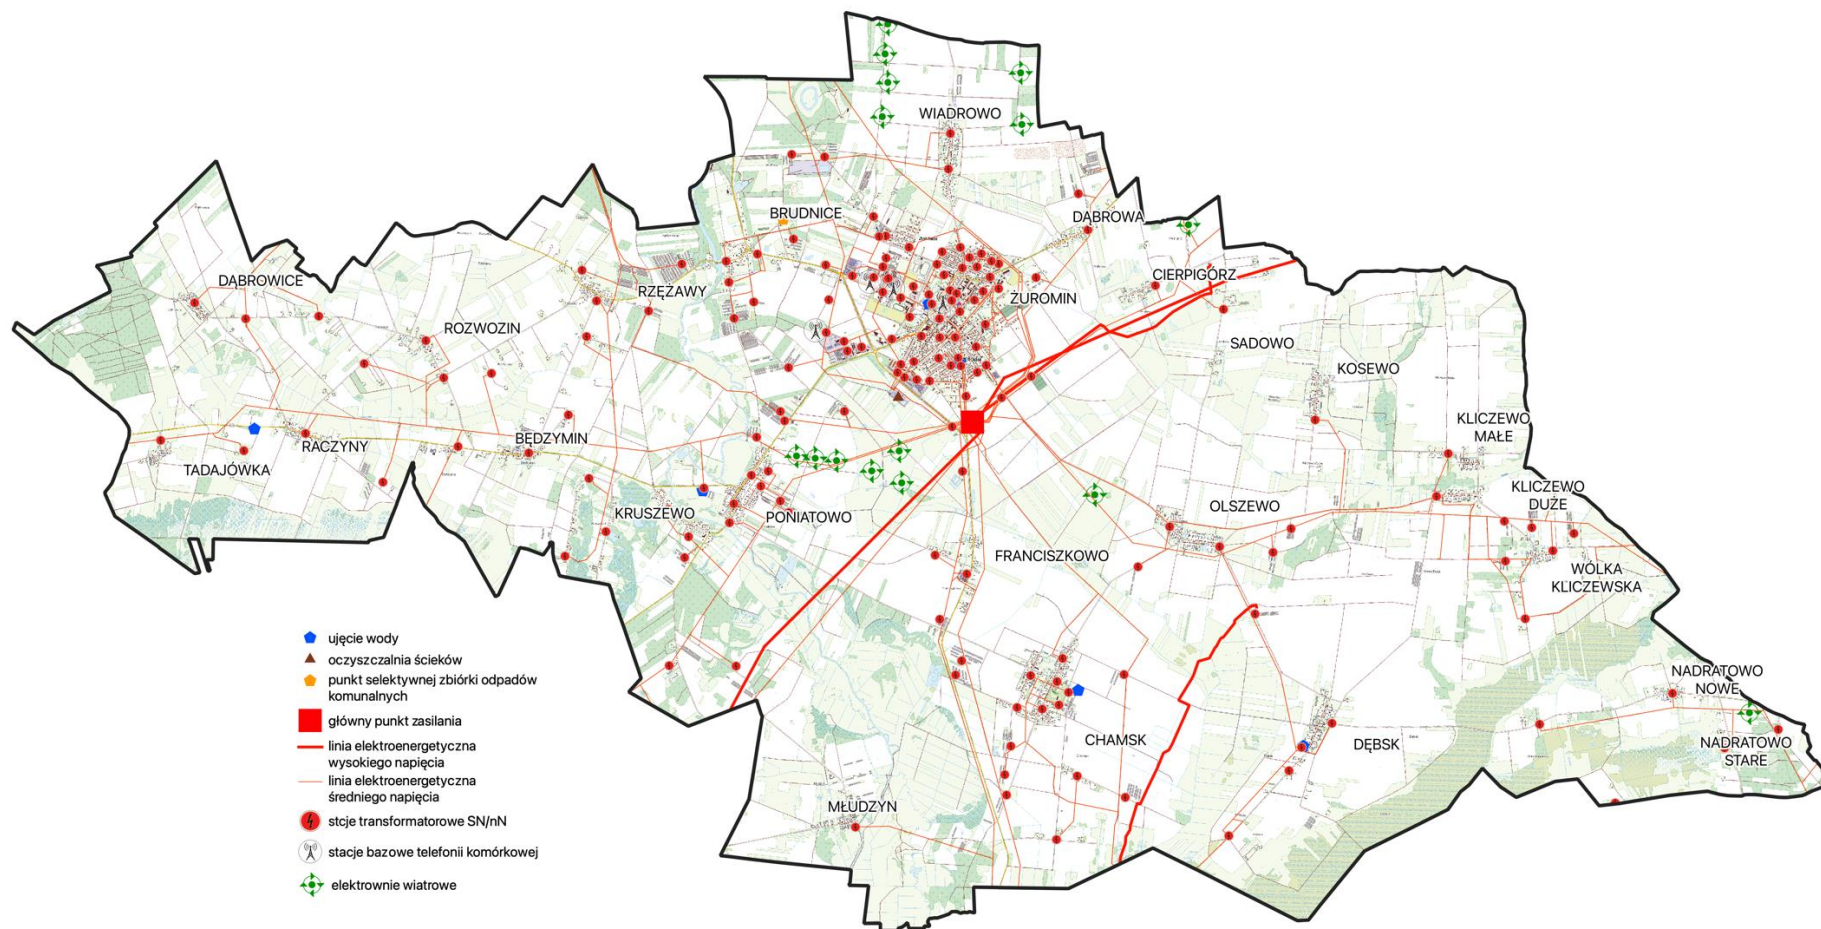 WIADROWO
BRUDNICE
DĄBROWA
DĄBROWICE
RZĘZAWY
ŻUROMIN
CIERPIGÓRZ
ROZWOZIN
SADOWO
KOSEWO
TADAJÓWKA
RACZYNY
BĘDZYMIN
KLICZEWO
MAŁE
KRUSZEWO
PONIATOWO
OLSZEWO
KLICZEWO
DUŻE
FRANCISZKOWO
WÓLKA
KLICZEWSKA
NADRATOWO
NOWE
CHAMSK
DĘBSK
NADRATOWO
STARE
MŁUDZYN
ujęcie wody
oczyszczalnia ścieków
punkt selektywnej zbiórki odpadów
komunalnych
główny punkt zasilania
linia elektroenergetyczna
wysokiego napięcia
linia elektroenergetyczna
średniego napięcia
stcje transformatorowe SN/nN
stacje bazowe telefonii komórkowej
elektrownie wiatrowe